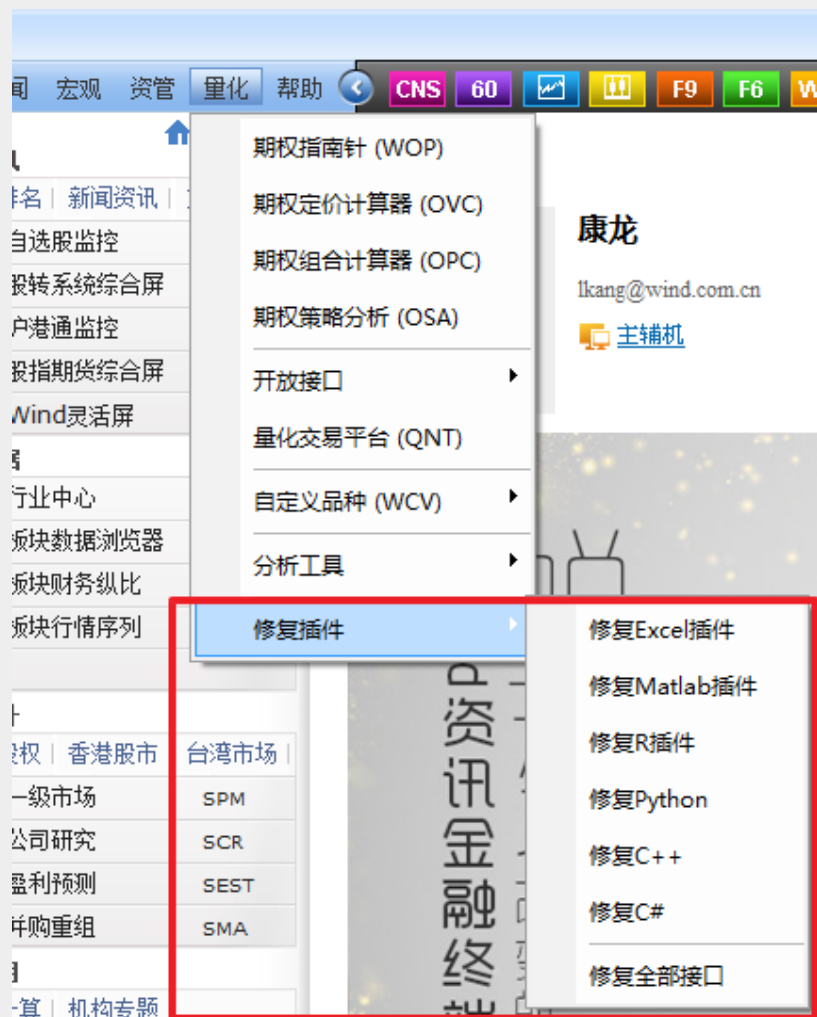 宏观 资管 量化 帮助 CNS 60 F9 F6
期权指南针 (WOP)
期权定价计算器 (OVC)
期权组合计算器 (OPC)
期权策略分析 (OSA)
开放接口
量化交易平台 (QNT)
自定义品种 (WCV)
分析工具
修复插件
修复Excel插件
修复Matlab插件
修复R插件
修复Python
修复C++
修复C#
修复全部接口
康龙
lkang@wind.com.cn
主辅机
排名 新闻资讯
自选股监控
股转系统综合屏
沪港通监控
股指期货综合屏
Wind灵活屏
行业中心
板块数据浏览器
板块财务纵比
板块行情序列
股权 香港股市 台湾市场
一级市场 SPM
公司研究 SCR
盈利预测 SEST
并购重组 SMA
计算 机构专题
资讯金融终端